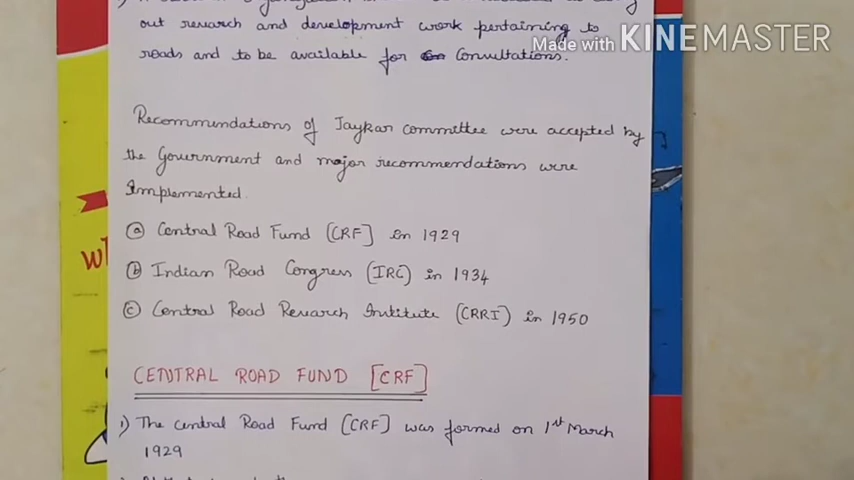 out research and development work pertaining to
roads and to be available for Consultations.
Made with KINEMASTER
Recommendations of Jaykar committee were accepted by
the Government and major recommendations were
Implemented.
(a) Central Road Fund [CRF] in 1929
(b) Indian Road Congress (IRC) in 1934
(c) Central Road Research Institute (CRRI) in 1950
CENTRAL ROAD FUND [CRF]
1) The central Road Fund [CRF] was formed on 1st March
1929